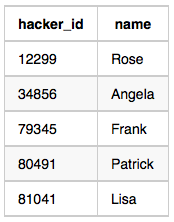 hacker_id name
12299 Rose
34856 Angela
79345 Frank
80491 Patrick
81041 Lisa